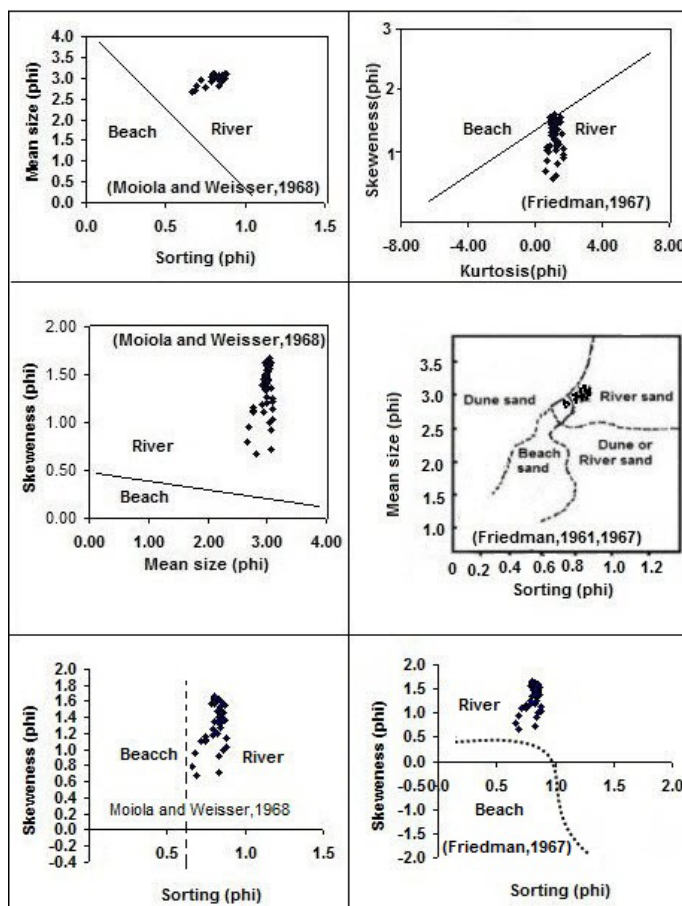 4.0
3.5
3.0
2.5
2.0
1.5
1.0
0.5
0.0
Mean size (phi)
Beach
River
(Moiola and Weisser,1968)
0.0 0.5 1.0 1.5
Sorting (phi)
3
2
1
Skeweness(phi)
Beach
River
(Friedman,1967)
-8.00 -4.00 0.00 4.00 8.00
Kurtosis(phi)
2.00
1.50
1.00
0.50
0.00
Skeweness (phi)
(Moiola and Weisser,1968)
River
Beach
0.00 1.00 2.00 3.00 4.00
Mean size (phi)
3.5
3.0
2.5
2.0
1.5
1.0
Mean size (phi)
Dune sand
River sand
Beach
sand
Dune or
River sand
(Friedman,1961,1967)
0 0.2 0.4 0.6 0.8 1.0 1.2
Sorting (phi)
2.0
1.8
1.6
1.4
1.2
1.0
0.8
0.6
0.4
0.2
0.0
-0.2
-0.4
Skeweness (phi)
Beacch
River
Moiola and Weisser,1968
0.5 1.0 1.5
Sorting (phi)
2.0
1.5
1.0
0.5
0.0
-0.50.0
-1.0
-1.5
-2.0
Skeweness (phi)
River
0.5 1.0 1.5 2.0
Beach
(Friedman,1967)
Sorting (phi)